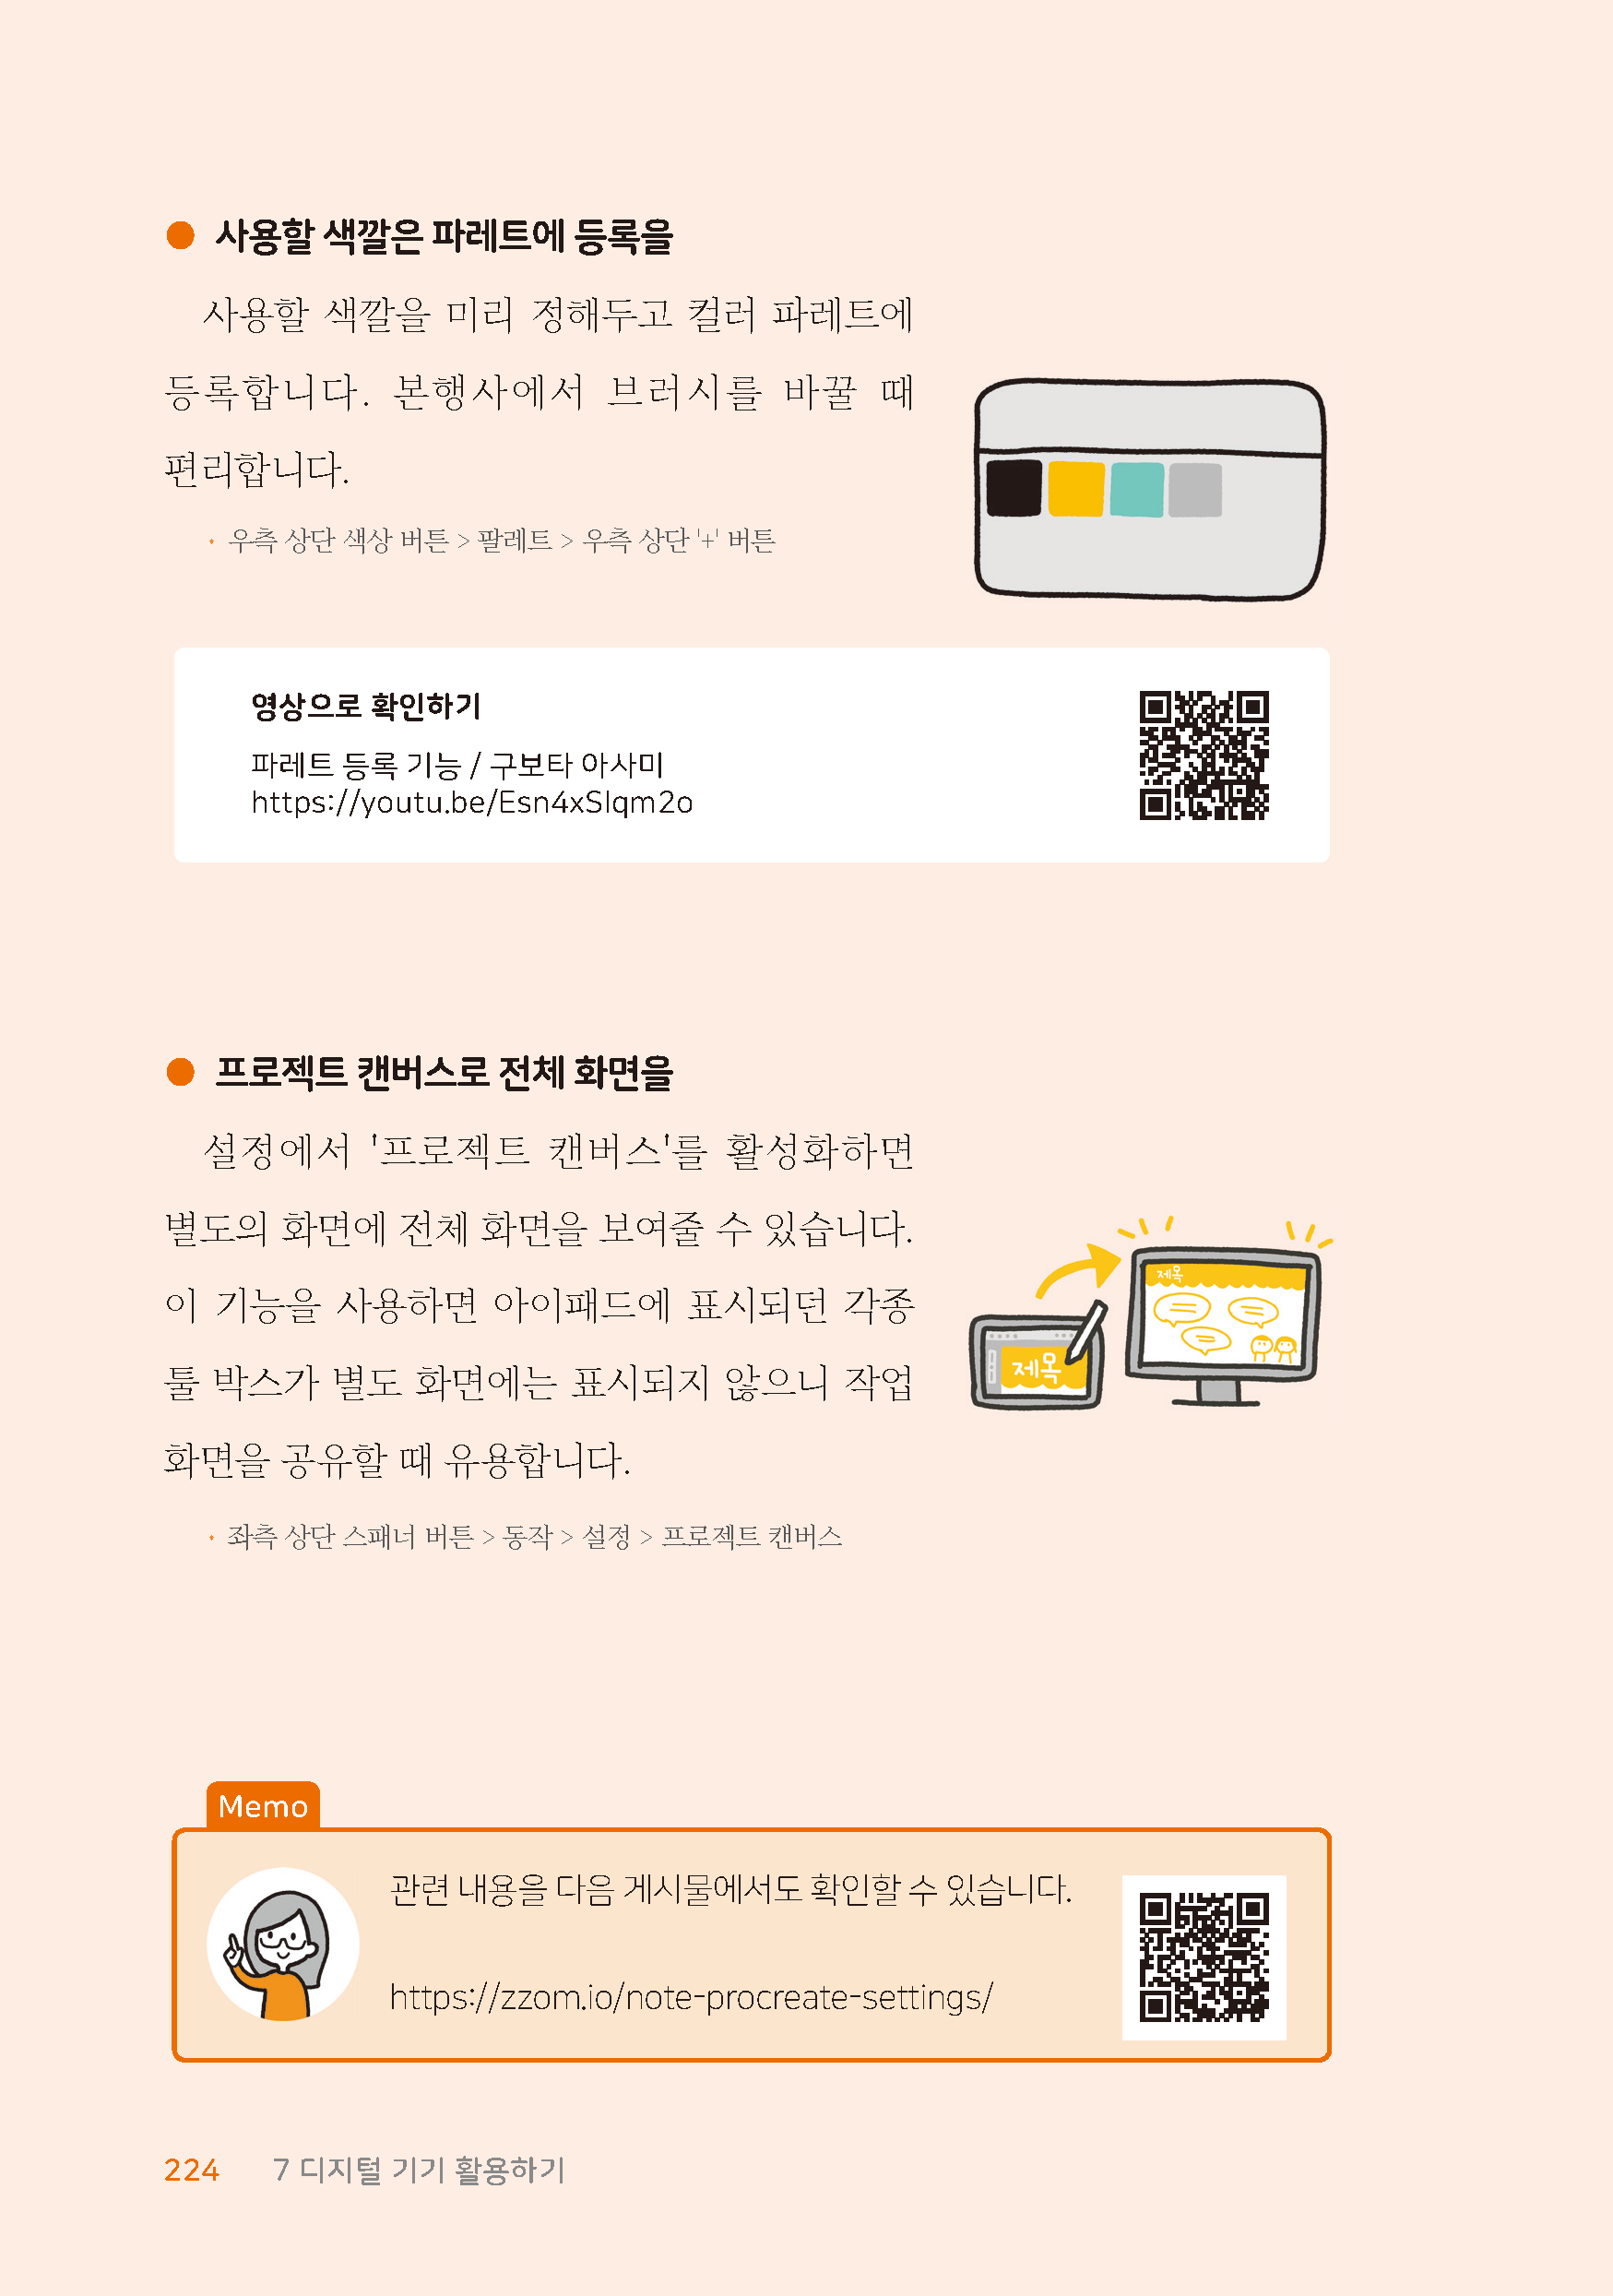 사용할 색깔은 파레트에 등록을
사용할 색깔을 미리 정해두고 컬러 파레트에
등록합니다. 본행사에서 브러시를 바꿀 때
편리합니다.
우측 상단 색상 버튼 > 팔레트 > 우측 상단 '+' 버튼
영상으로 확인하기
파레트 등록 기능 / 구보타 아사미
https://youtu.be/Esn4xSIqm2o
프로젝트 캔버스로 전체 화면을
설정에서 '프로젝트 캔버스'를 활성화하면
별도의 화면에 전체 화면을 보여줄 수 있습니다.
이 기능을 사용하면 아이패드에 표시되던 각종
툴 박스가 별도 화면에는 표시되지 않으니 작업
화면을 공유할 때 유용합니다.
제목
제목
좌측 상단 스패너 버튼 > 동작 > 설정 > 프로젝트 캔버스
Memo
관련 내용을 다음 게시물에서도 확인할 수 있습니다.
https://zzom.io/note-procreate-settings/
224 7 디지털 기기 활용하기